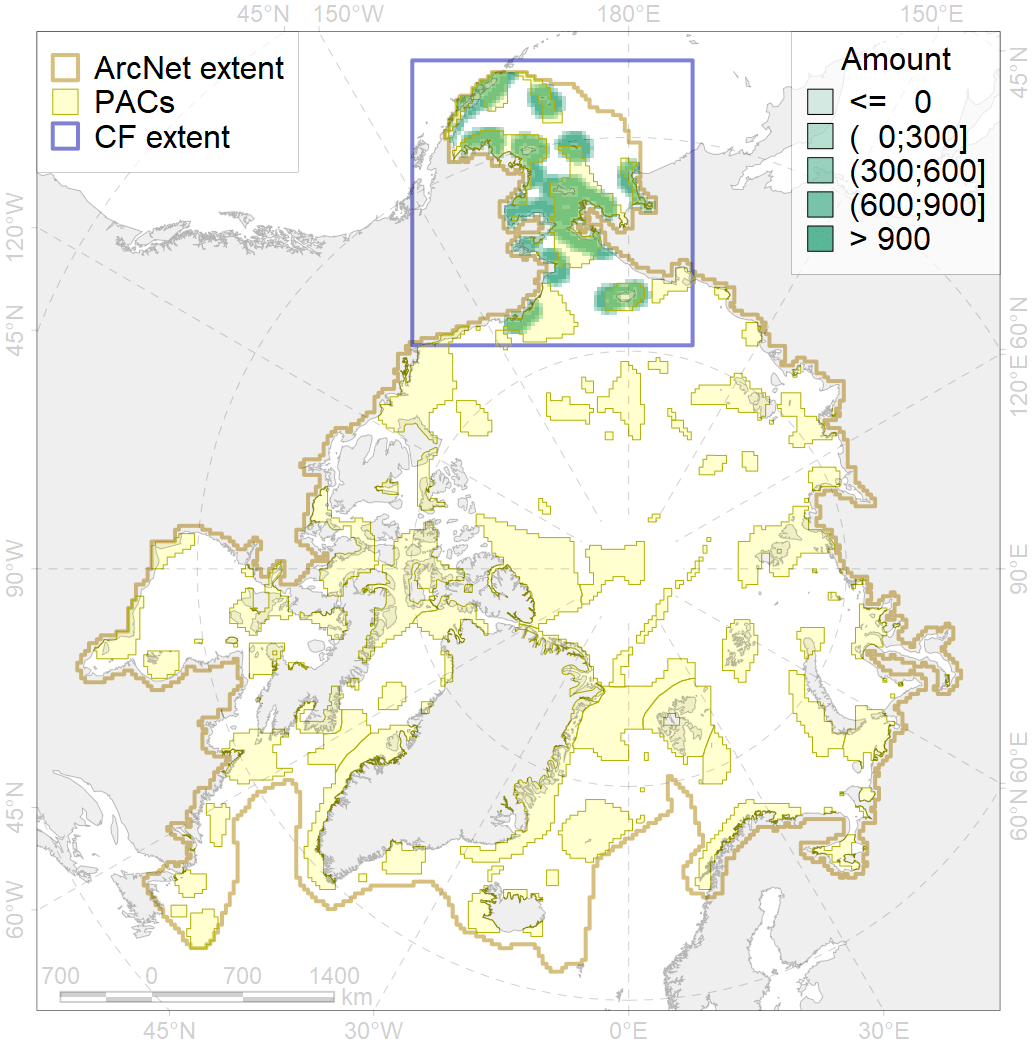 45°N 150°W 180°E 150°E
ArcNet extent
PACs
CF extent
Amount
<= 0
( 0;300]
(300;600]
(600;900]
> 900
45°N
120°W
60°N
45°N
120°E
90°W
90°E
60°E
45°N
60°N
60°W
700 0 700 1400
km
45°N 30°W 0°E 30°E